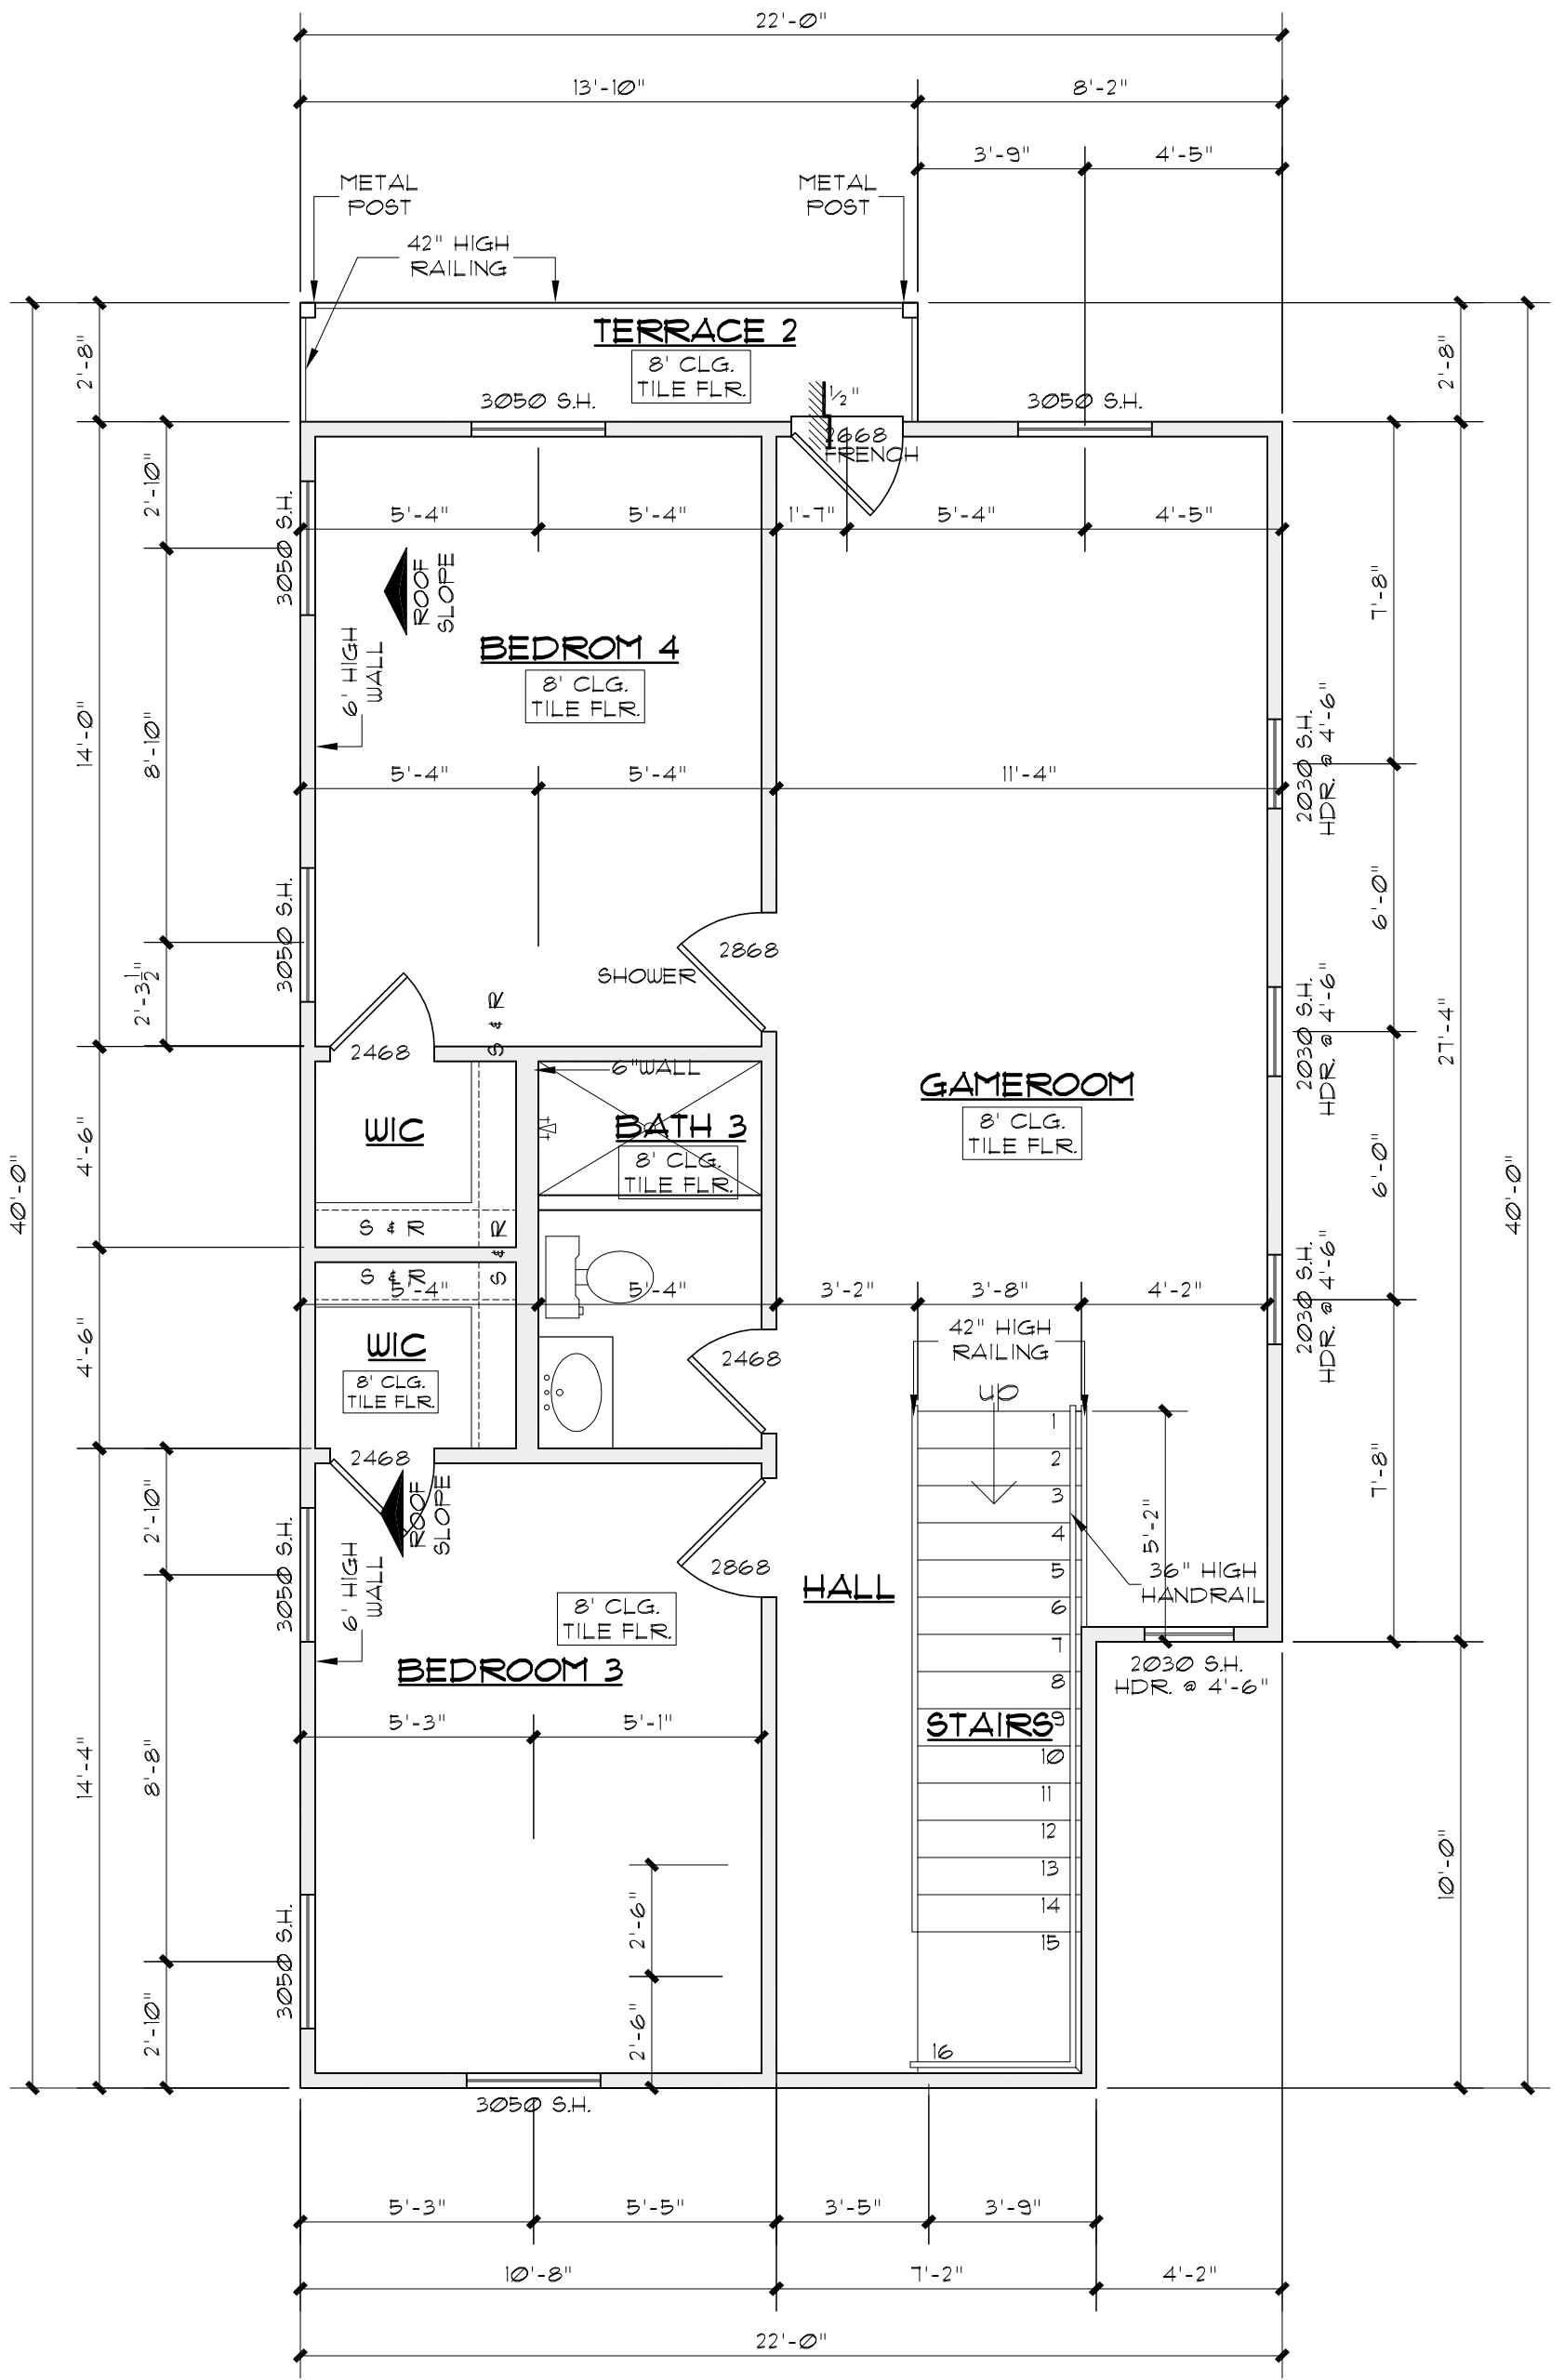 22'-0"
13'-10"
8'-2"
3'-9"
4'-5"
METAL
POST
METAL
POST
42" HIGH
RAILING
TERRACE 2
8' CLG.
TILE FLR.
2'-8"
2'-8"
3050 S.H.
1/2"
2668
FRENCH
3050 S.H.
2'-10"
3050 S.H.
5'-4"
5'-4"
1'-7"
5'-4"
4'-5"
ROOF
SLOPE
7'-8"
BEDROM 4
8' CLG.
TILE FLR.
6' HIGH
WALL
14'-0"
8'-10"
5'-4"
5'-4"
11'-4"
2030 S.H.
HDR. @ 4'-6"
6'-0"
3050 S.H.
2868
SHOWER
2'-3 1/2"
S & R
2468
6"WALL
2030 S.H.
HDR. @ 4'-6"
27'-4"
GAMEROOM
8' CLG.
TILE FLR.
WIC
BATH 3
8' CLG.
TILE FLR.
4'-6"
6'-0"
40'-0"
40'-0"
S & R
S & R
S & R
5'-4"
5'-4"
3'-2"
3'-8"
4'-2"
2030 S.H.
HDR. @ 4'-6"
WIC
8' CLG.
TILE FLR.
4'-6"
2468
42" HIGH
RAILING
up
1
2
3
4
5
6
7
8
9
10
11
12
13
14
15
16
2468
7'-8"
ROOF
SLOPE
2'-10"
3050 S.H.
5'-2"
6' HIGH
WALL
2868
HALL
36" HIGH
HANDRAIL
8' CLG.
TILE FLR.
BEDROOM 3
2030 S.H.
HDR. @ 4'-6"
STAIRS
5'-3"
5'-1"
14'-4"
8'-8"
10'-0"
2'-6"
3050 S.H.
2'-10"
2'-6"
3050 S.H.
5'-3"
5'-5"
3'-5"
3'-9"
10'-8"
7'-2"
4'-2"
22'-0"